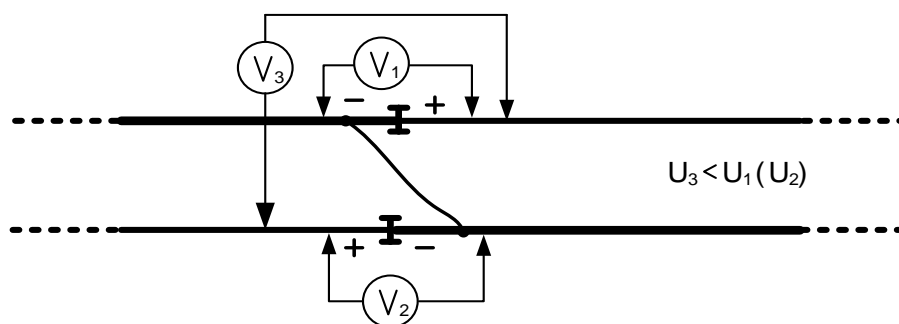 V₃
V₁
− +
U₃<U₁(U₂)
+ −
V₂